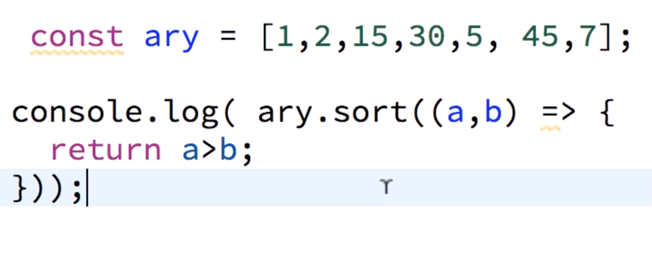 const ary = [1,2,15,30,5, 45,7];
console.log( ary.sort((a,b) => {
  return a>b;
}));